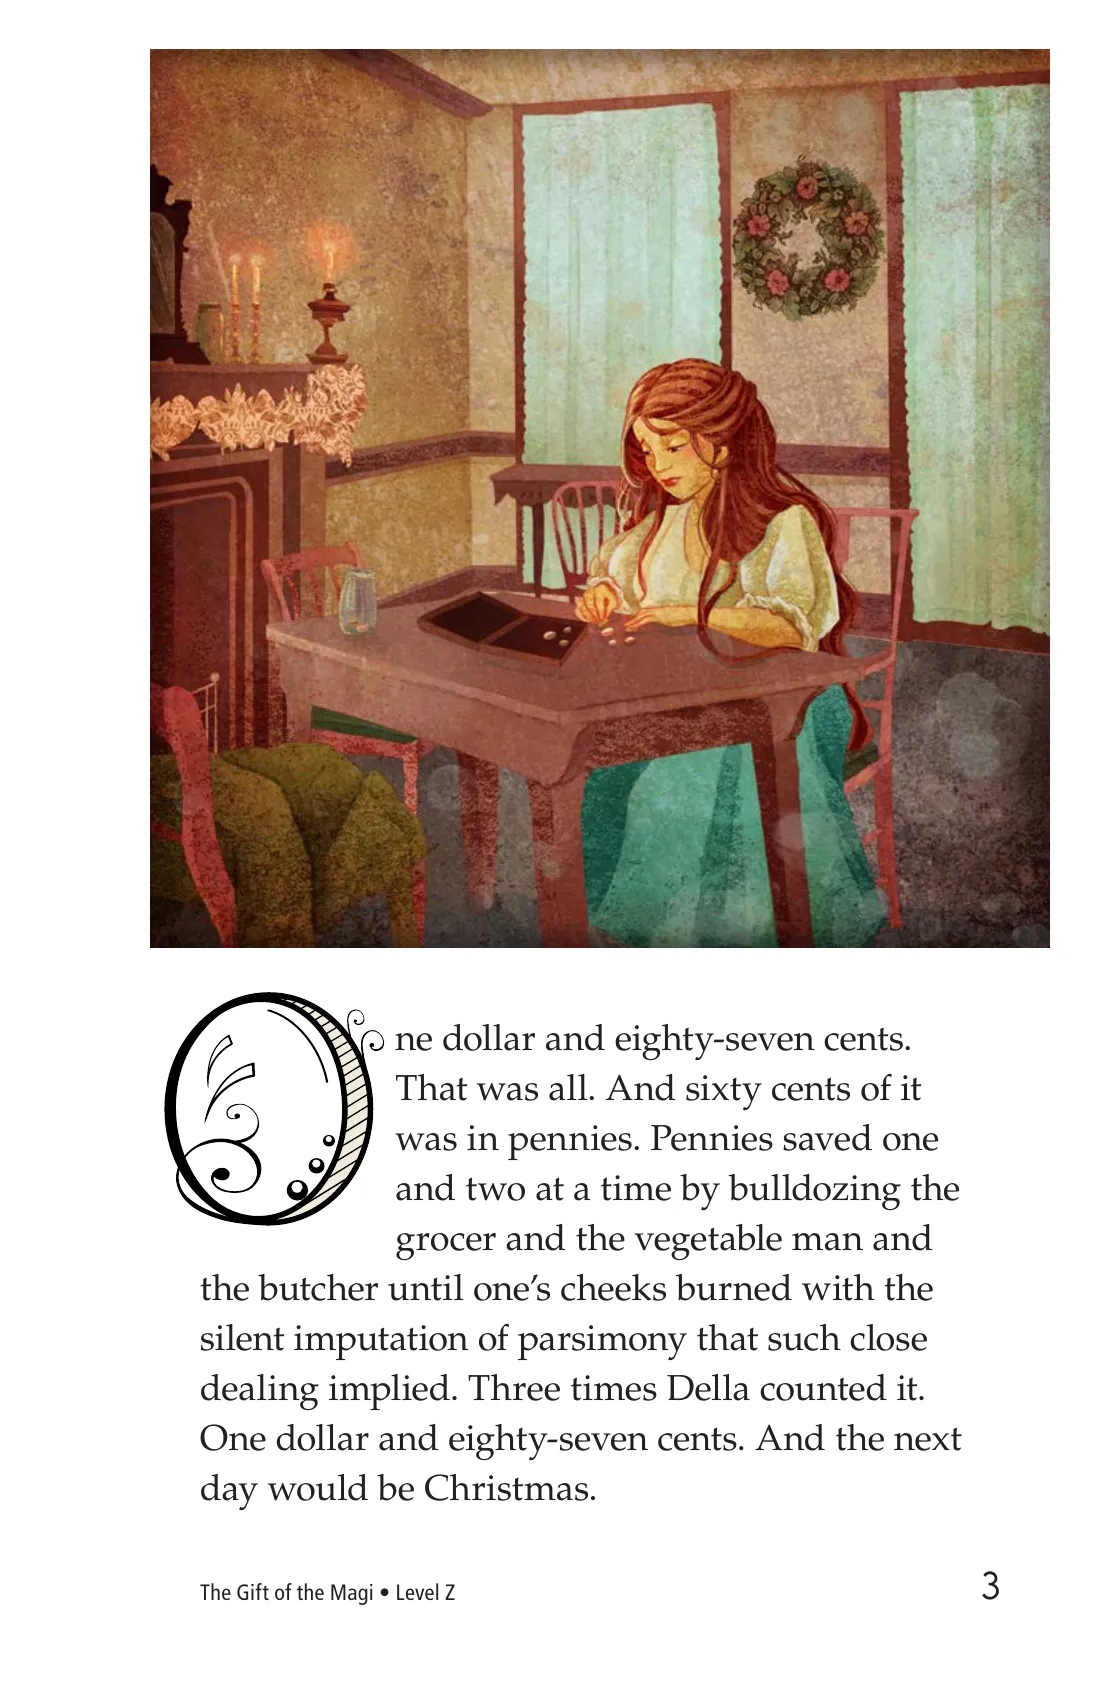 One dollar and eighty-seven cents.
That was all. And sixty cents of it
was in pennies. Pennies saved one
and two at a time by bulldozing the
grocer and the vegetable man and
the butcher until one’s cheeks burned with the
silent imputation of parsimony that such close
dealing implied. Three times Della counted it.
One dollar and eighty-seven cents. And the next
day would be Christmas.
The Gift of the Magi • Level Z
3